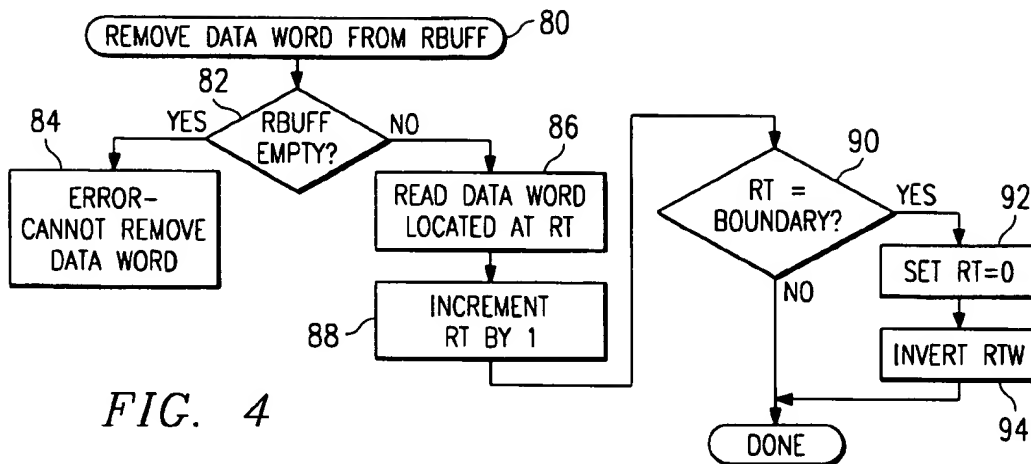 REMOVE DATA WORD FROM RBUFF
80
82
YES
RBUFF
EMPTY?
NO
84
ERROR-
CANNOT REMOVE
DATA WORD
86
READ DATA WORD
LOCATED AT RT
88
INCREMENT
RT BY 1
90
RT =
BOUNDARY?
YES
NO
92
SET RT=0
INVERT RTW
94
DONE
FIG. 4